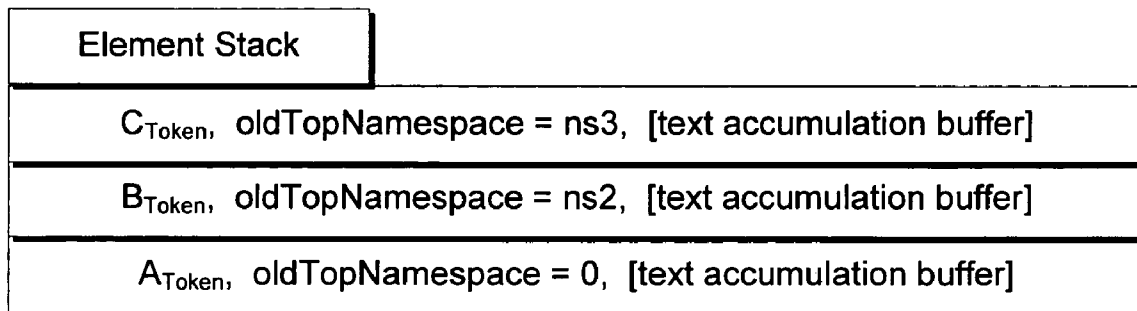 Element Stack
CToken, oldTopNamespace = ns3, [text accumulation buffer]
BToken, oldTopNamespace = ns2, [text accumulation buffer]
AToken, oldTopNamespace = 0, [text accumulation buffer]